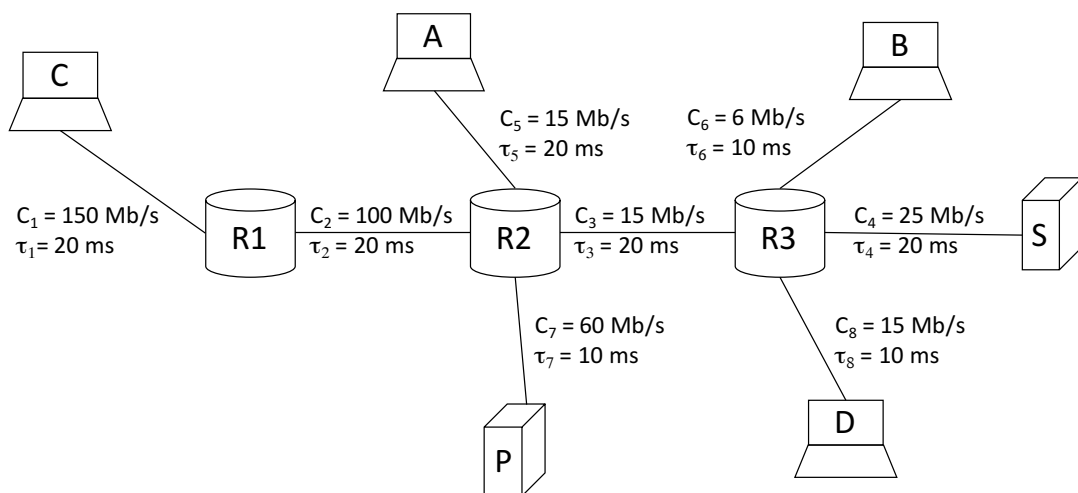 C
A
B
C₅ = 15 Mb/s
τ₅ = 20 ms
C₆ = 6 Mb/s
τ₆ = 10 ms
C₁ = 150 Mb/s
τ₁= 20 ms
R1
C₂ = 100 Mb/s
τ₂ = 20 ms
R2
C₃ = 15 Mb/s
τ₃ = 20 ms
R3
C₄ = 25 Mb/s
τ₄ = 20 ms
S
C₇ = 60 Mb/s
τ₇ = 10 ms
C₈ = 15 Mb/s
τ₈ = 10 ms
P
D